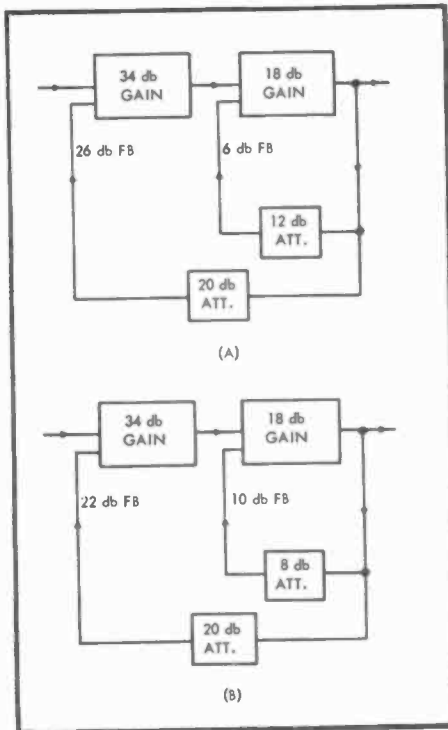 34 db
GAIN
18 db
GAIN
26 db FB
6 db FB
12 db
ATT.
20 db
ATT.
(A)
34 db
GAIN
18 db
GAIN
22 db FB
10 db FB
8 db
ATT.
20 db
ATT.
(B)